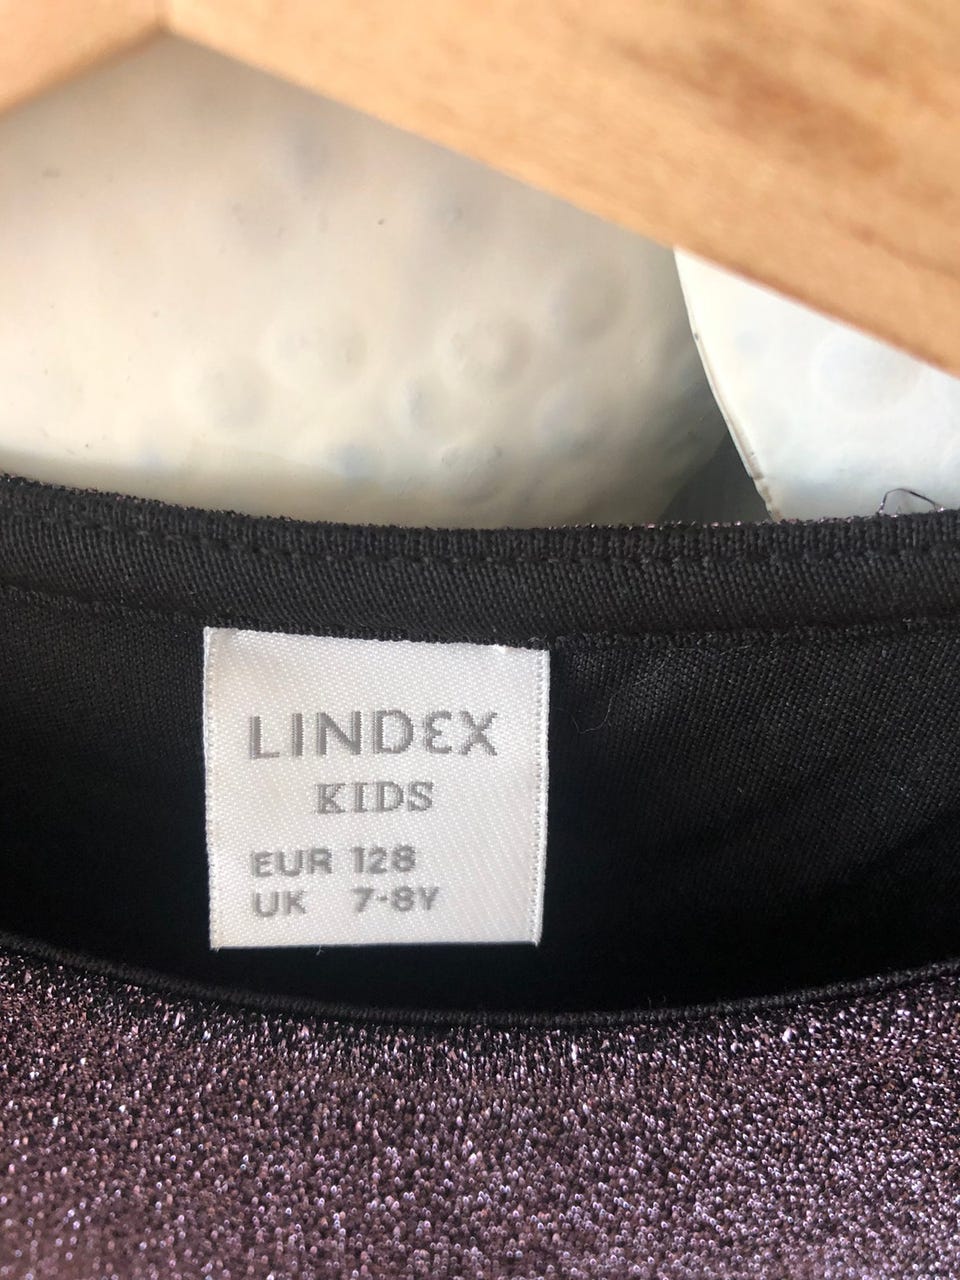 LINDEX
KIDS
EUR 128
UK 7-8Y